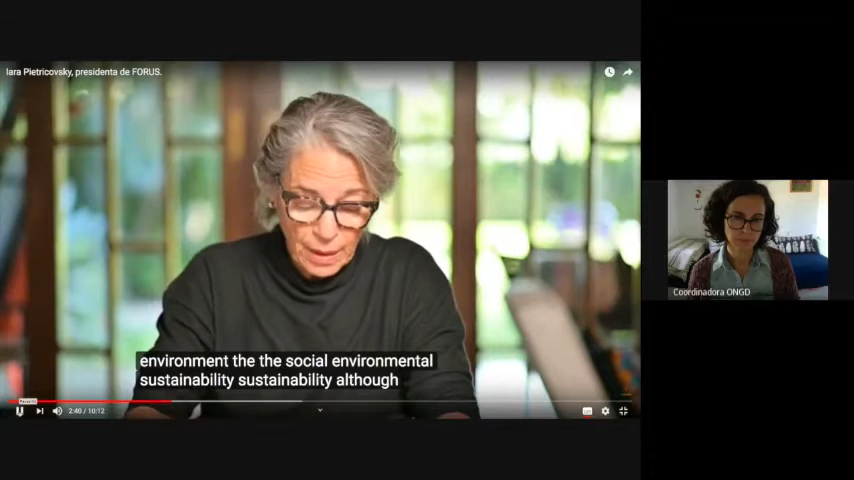 Iara Pietricovsky, presidenta de FORUS.
environment the the social environmental
sustainability sustainability although
2:40 / 10:12
Coordinadora ONGD